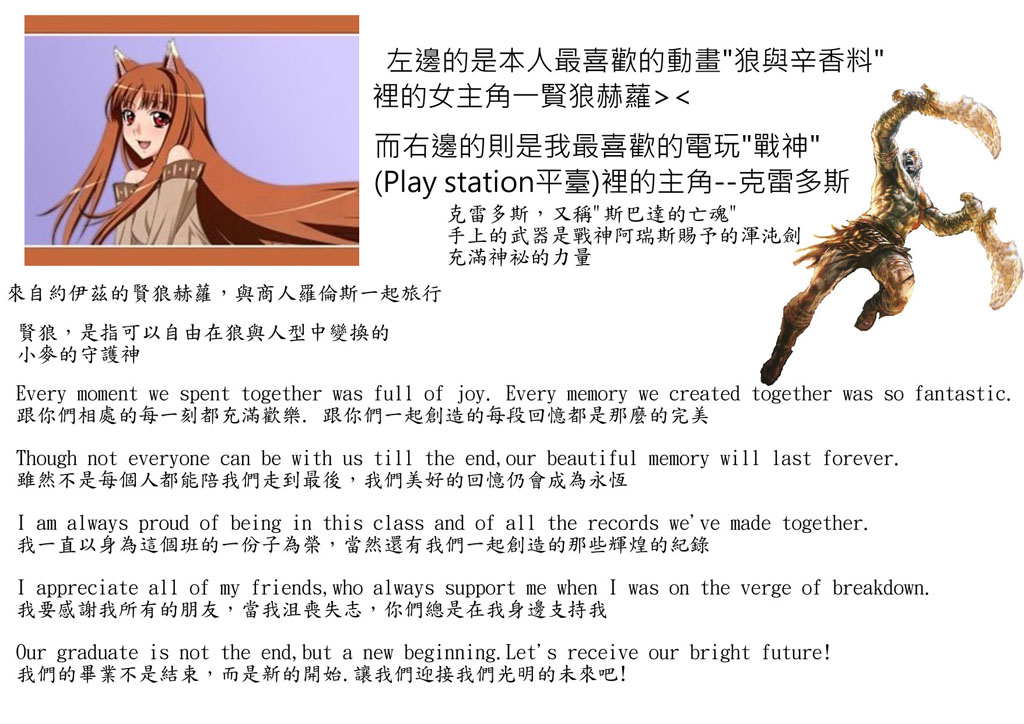 左邊的是本人最喜歡的動畫"狼與辛香料"
裡的女主角一賢狼赫蘿><
而右邊的則是我最喜歡的電玩"戰神"
(Play station平臺)裡的主角--克雷多斯
克雷多斯，又稱"斯巴達的亡魂"
手上的武器是戰神阿瑞斯賜予的渾沌劍
充滿神祕的力量
來自約伊茲的賢狼赫蘿，與商人羅倫斯一起旅行
賢狼，是指可以自由在狼與人型中變換的
小麥的守護神
Every moment we spent together was full of joy. Every memory we created together was so fantastic.
跟你們相處的每一刻都充滿歡樂. 跟你們一起創造的每段回憶都是那麼的完美
Though not everyone can be with us till the end,our beautiful memory will last forever.
雖然不是每個人都能陪我們走到最後，我們美好的回憶仍會成為永恆
I am always proud of being in this class and of all the records we've made together.
我一直以身為這個班的一份子為榮，當然還有我們一起創造的那些輝煌的紀錄
I appreciate all of my friends,who always support me when I was on the verge of breakdown.
我要感謝我所有的朋友，當我沮喪失志，你們總是在我身邊支持我
Our graduate is not the end,but a new beginning.Let's receive our bright future!
我們的畢業不是結束，而是新的開始.讓我們迎接我們光明的未來吧!